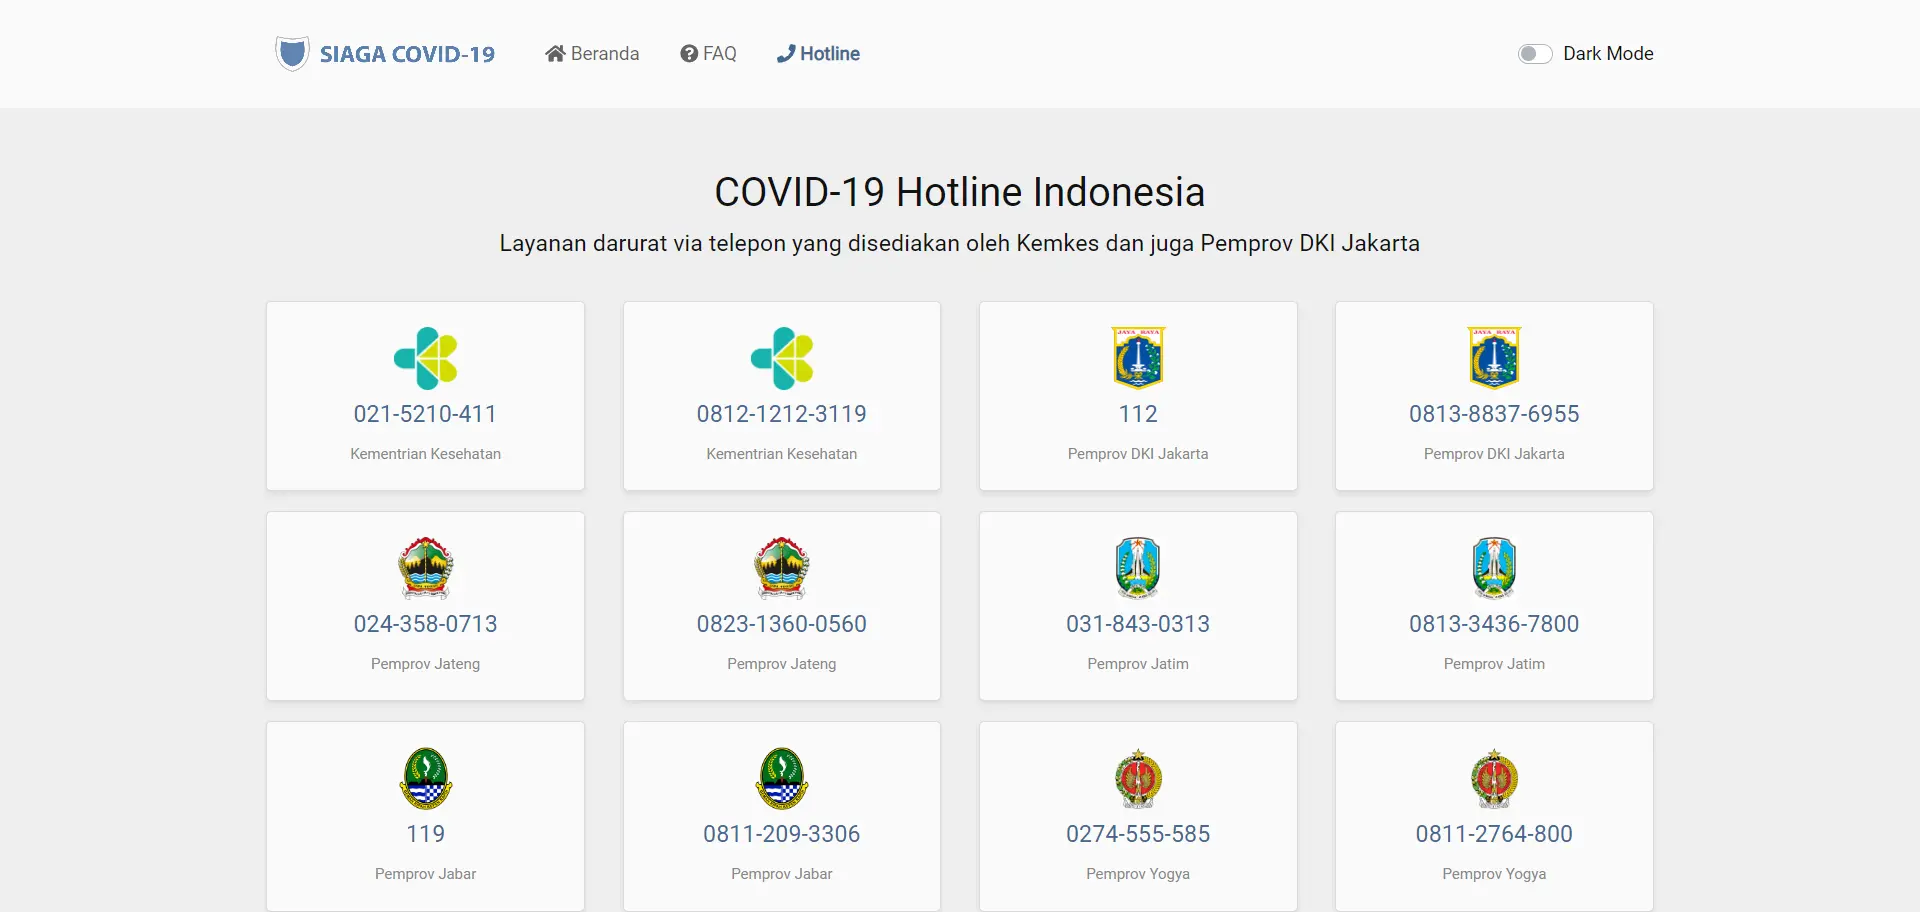 SIAGA COVID-19
Beranda
FAQ
Hotline
Dark Mode
COVID-19 Hotline Indonesia
Layanan darurat via telepon yang disediakan oleh Kemkes dan juga Pemprov DKI Jakarta
JAYA RAYA
JAYA RAYA
021-5210-411
0812-1212-3119
112
0813-8837-6955
Kementrian Kesehatan
Kementrian Kesehatan
Pemprov DKI Jakarta
Pemprov DKI Jakarta
024-358-0713
0823-1360-0560
031-843-0313
0813-3436-7800
Pemprov Jateng
Pemprov Jateng
Pemprov Jatim
Pemprov Jatim
119
0811-209-3306
0274-555-585
0811-2764-800
Pemprov Jabar
Pemprov Jabar
Pemprov Yogya
Pemprov Yogya